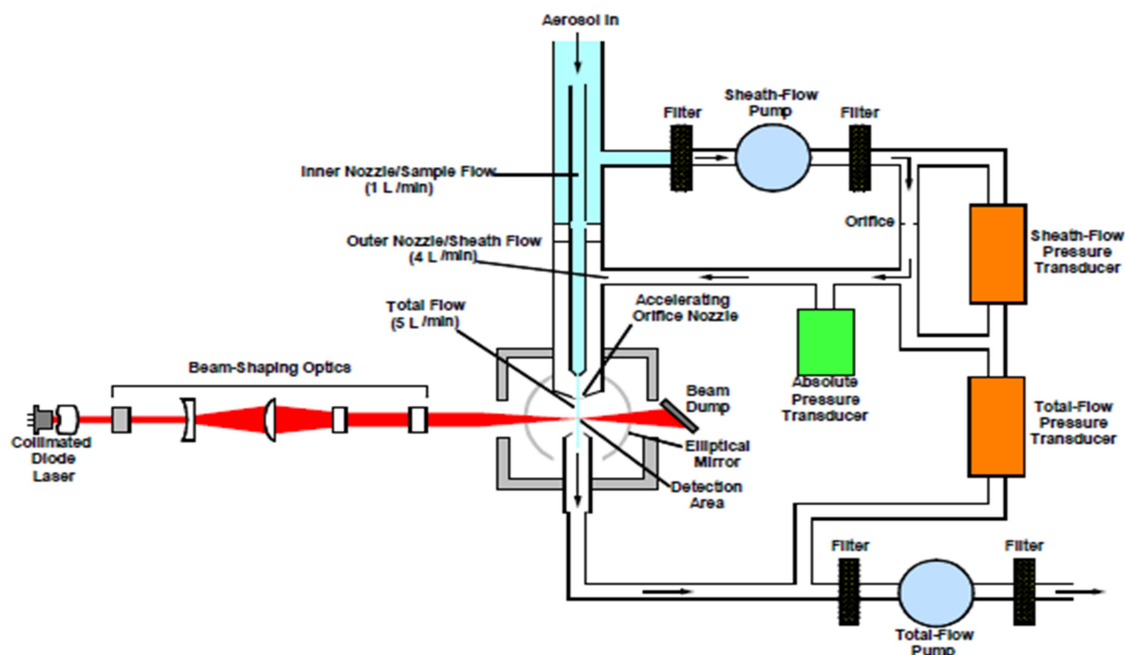 Aerosol In
Sheath-Flow
Pump
Filter
Filter
Inner Nozzle/Sample Flow
(1 L/min)
Orifice
Outer Nozzle/Sheath Flow
(4 L/min)
Sheath-Flow
Pressure
Transducer
Total Flow
(5 L/min)
Accelerating
Orifice Nozzle
Beam-Shaping Optics
Beam
Dump
Absolute
Pressure
Transducer
Total-Flow
Pressure
Transducer
Collimated
Diode
Laser
Elliptical
Mirror
Detection
Area
Filter
Filter
Total-Flow
Pump